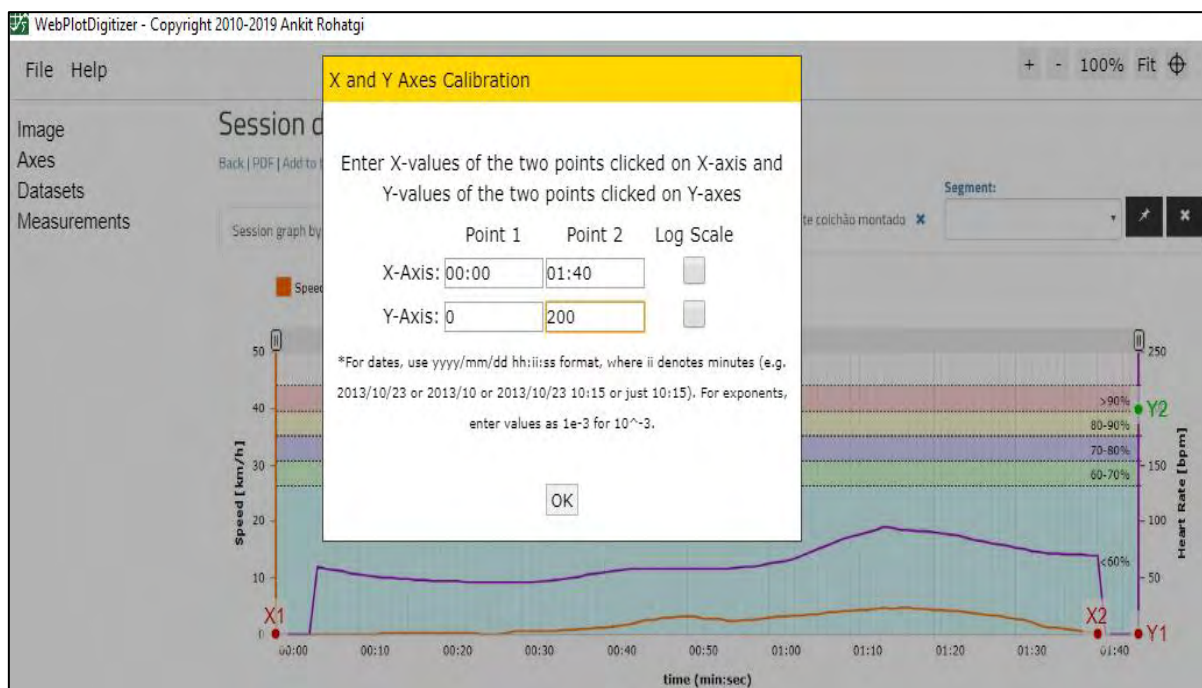 WebPlotDigitizer - Copyright 2010-2019 Ankit Rohatgi
File Help
+ - 100% Fit
Image
Axes
Datasets
Measurements
Session d
Back | PDF | Add to
Session graph by
te colchão montado ×
Segment:
Speed
X and Y Axes Calibration
Enter X-values of the two points clicked on X-axis and
Y-values of the two points clicked on Y-axes
Point 1 Point 2 Log Scale
X-Axis: 00:00 01:40
Y-Axis: 0 200
*For dates, use yyyy/mm/dd hh:ii:ss format, where ii denotes minutes (e.g.
2013/10/23 or 2013/10 or 2013/10/23 10:15 or just 10:15). For exponents,
enter values as 1e-3 for 10^-3.
OK
50
40
30
20
10
0
Speed [km/h]
250
Y2
150
100
50
Y1
Heart Rate [bpm]
>90%
80-90%
70-80%
60-70%
<60%
X1
X2
00:00 00:10 00:20 00:30 00:40 00:50 01:00 01:10 01:20 01:30 01:40
time (min:sec)